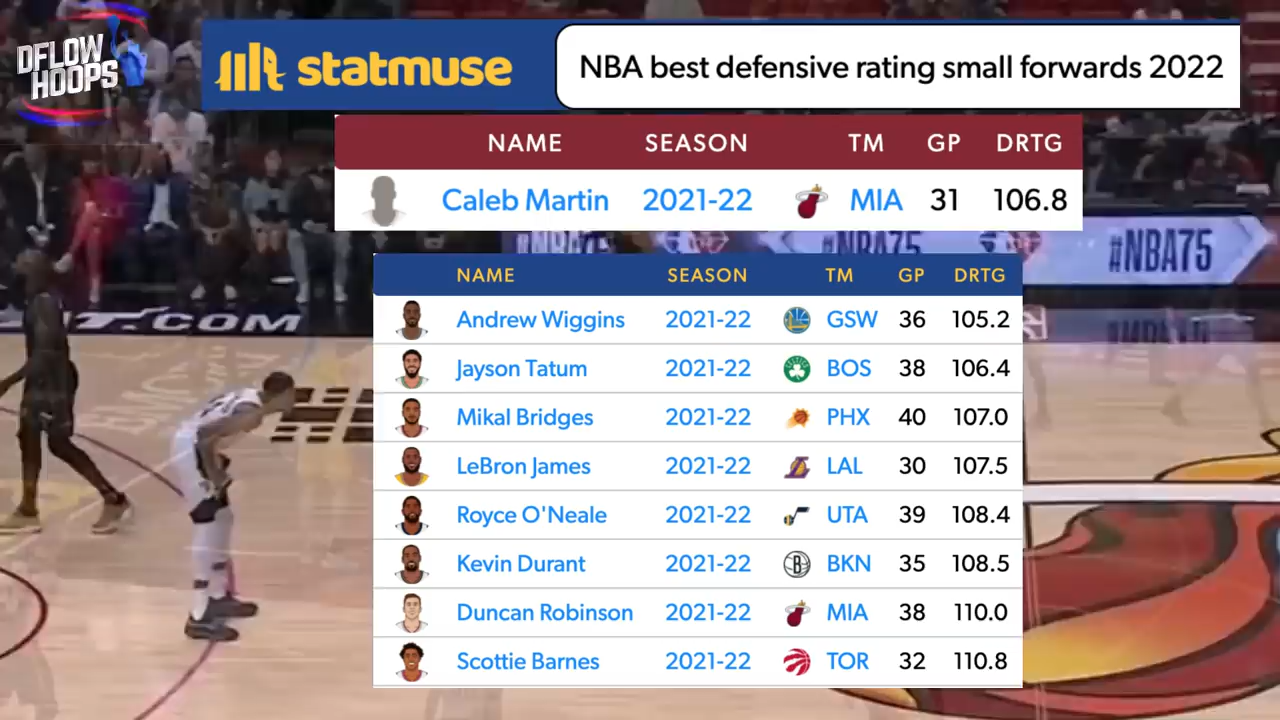 DFLOW
HOOPS
statmuse
NBA best defensive rating small forwards 2022
NAME SEASON TM GP DRTG
Caleb Martin 2021-22 MIA 31 106.8
#NBA75
NAME SEASON TM GP DRTG
Andrew Wiggins 2021-22 GSW 36 105.2
Jayson Tatum 2021-22 BOS 38 106.4
Mikal Bridges 2021-22 PHX 40 107.0
LeBron James 2021-22 LAL 30 107.5
Royce O'Neale 2021-22 UTA 39 108.4
Kevin Durant 2021-22 BKN 35 108.5
Duncan Robinson 2021-22 MIA 38 110.0
Scottie Barnes 2021-22 TOR 32 110.8